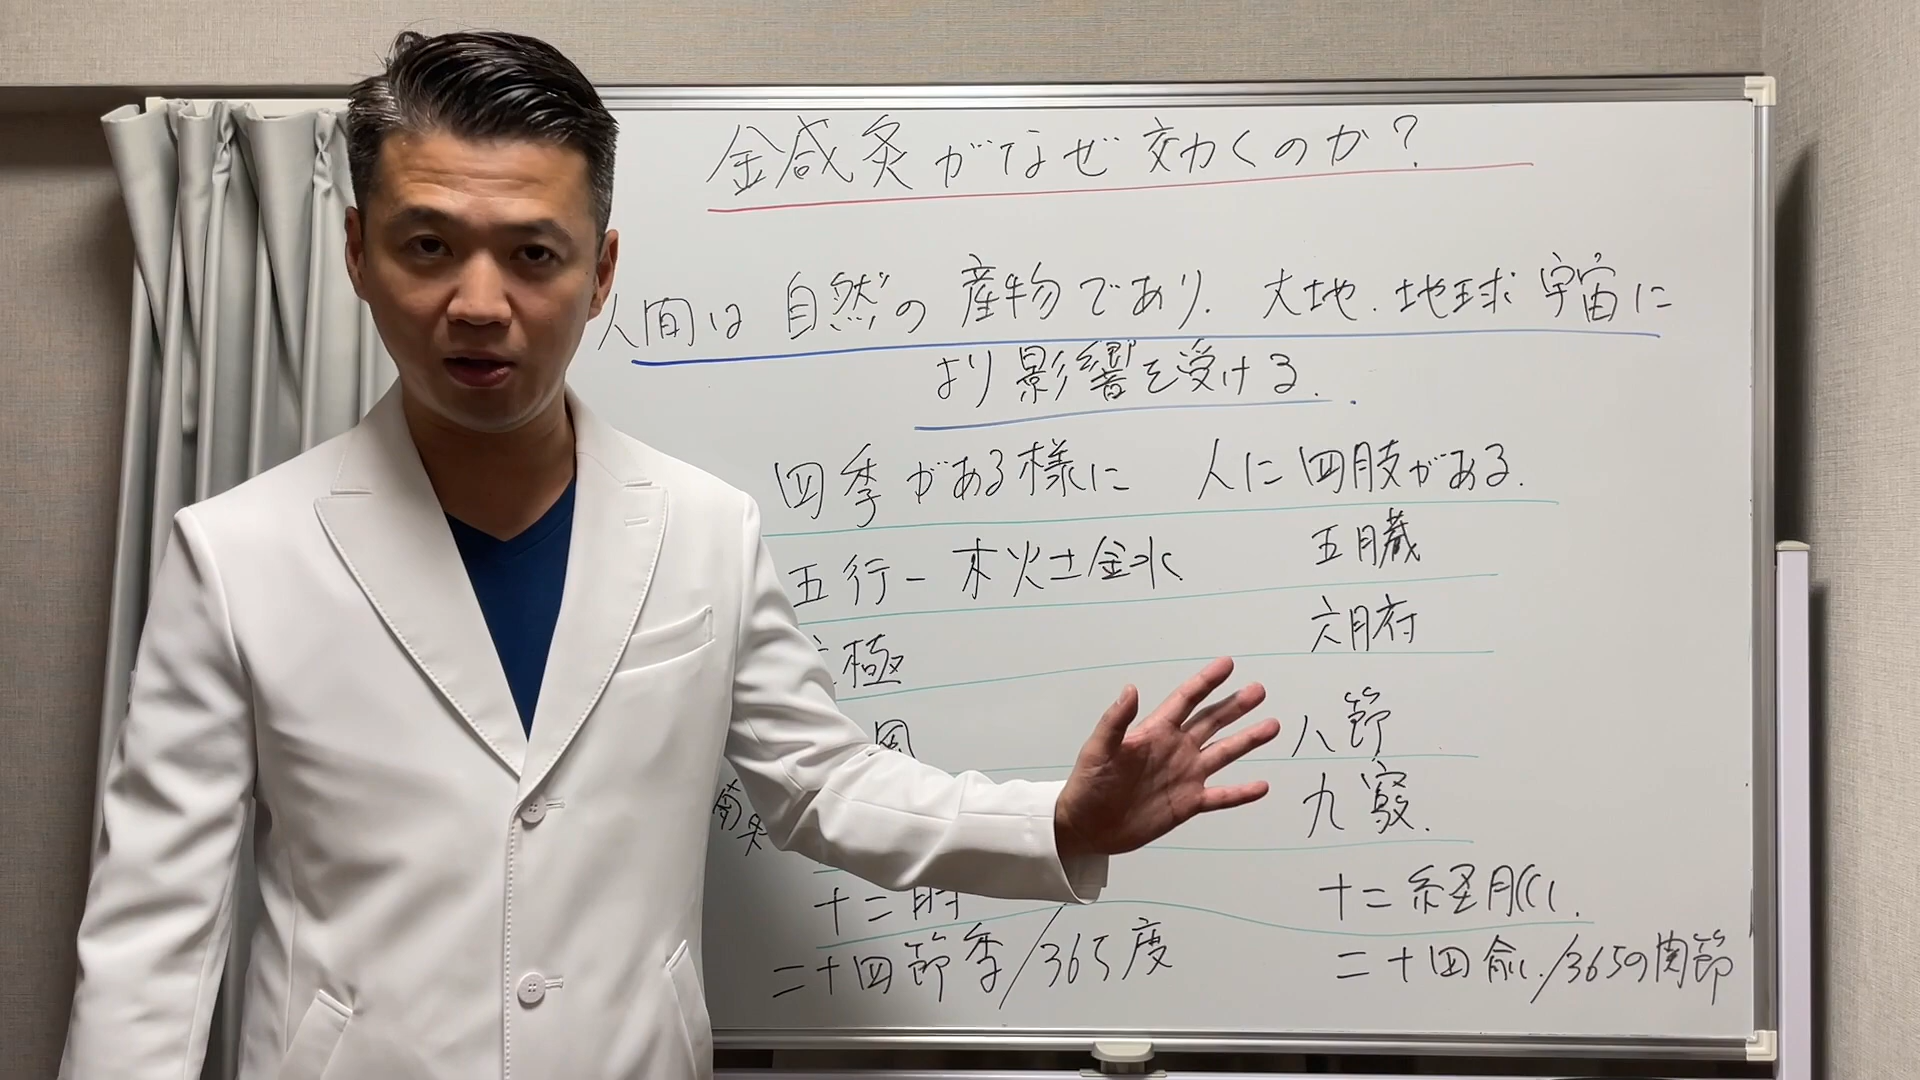 金鍼灸がなぜ効くのか?
人間は 自然の 産物であり. 大地. 地球 宇宙に
より影響を受ける.
四季がある様に 人に四肢がある.
五行- 木火土金水 五臓
極 六腑
風 八節
九竅.
十二時 十二経脈.
二十四節季/365度 二十四兪./365の関節